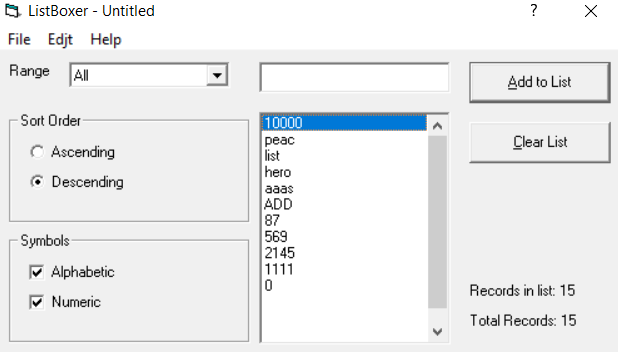 ListBoxer - Untitled
File Edjt Help
Range All
Add to List
Sort Order
Ascending
Descending
Symbols
Alphabetic
Numeric
10000
peac
list
hero
aaas
ADD
87
569
2145
1111
0
Clear List
Records in list: 15
Total Records: 15